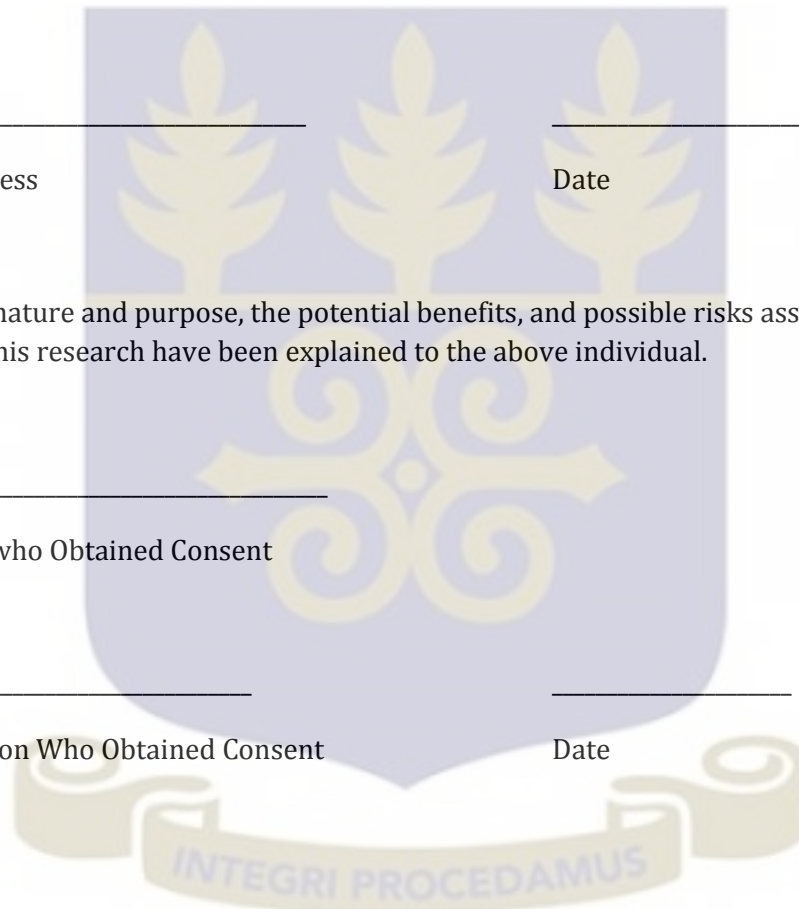 ess Date
nature and purpose, the potential benefits, and possible risks ass
his research have been explained to the above individual.
who Obtained Consent
on Who Obtained Consent Date
INTEGRI PROCEDAMUS